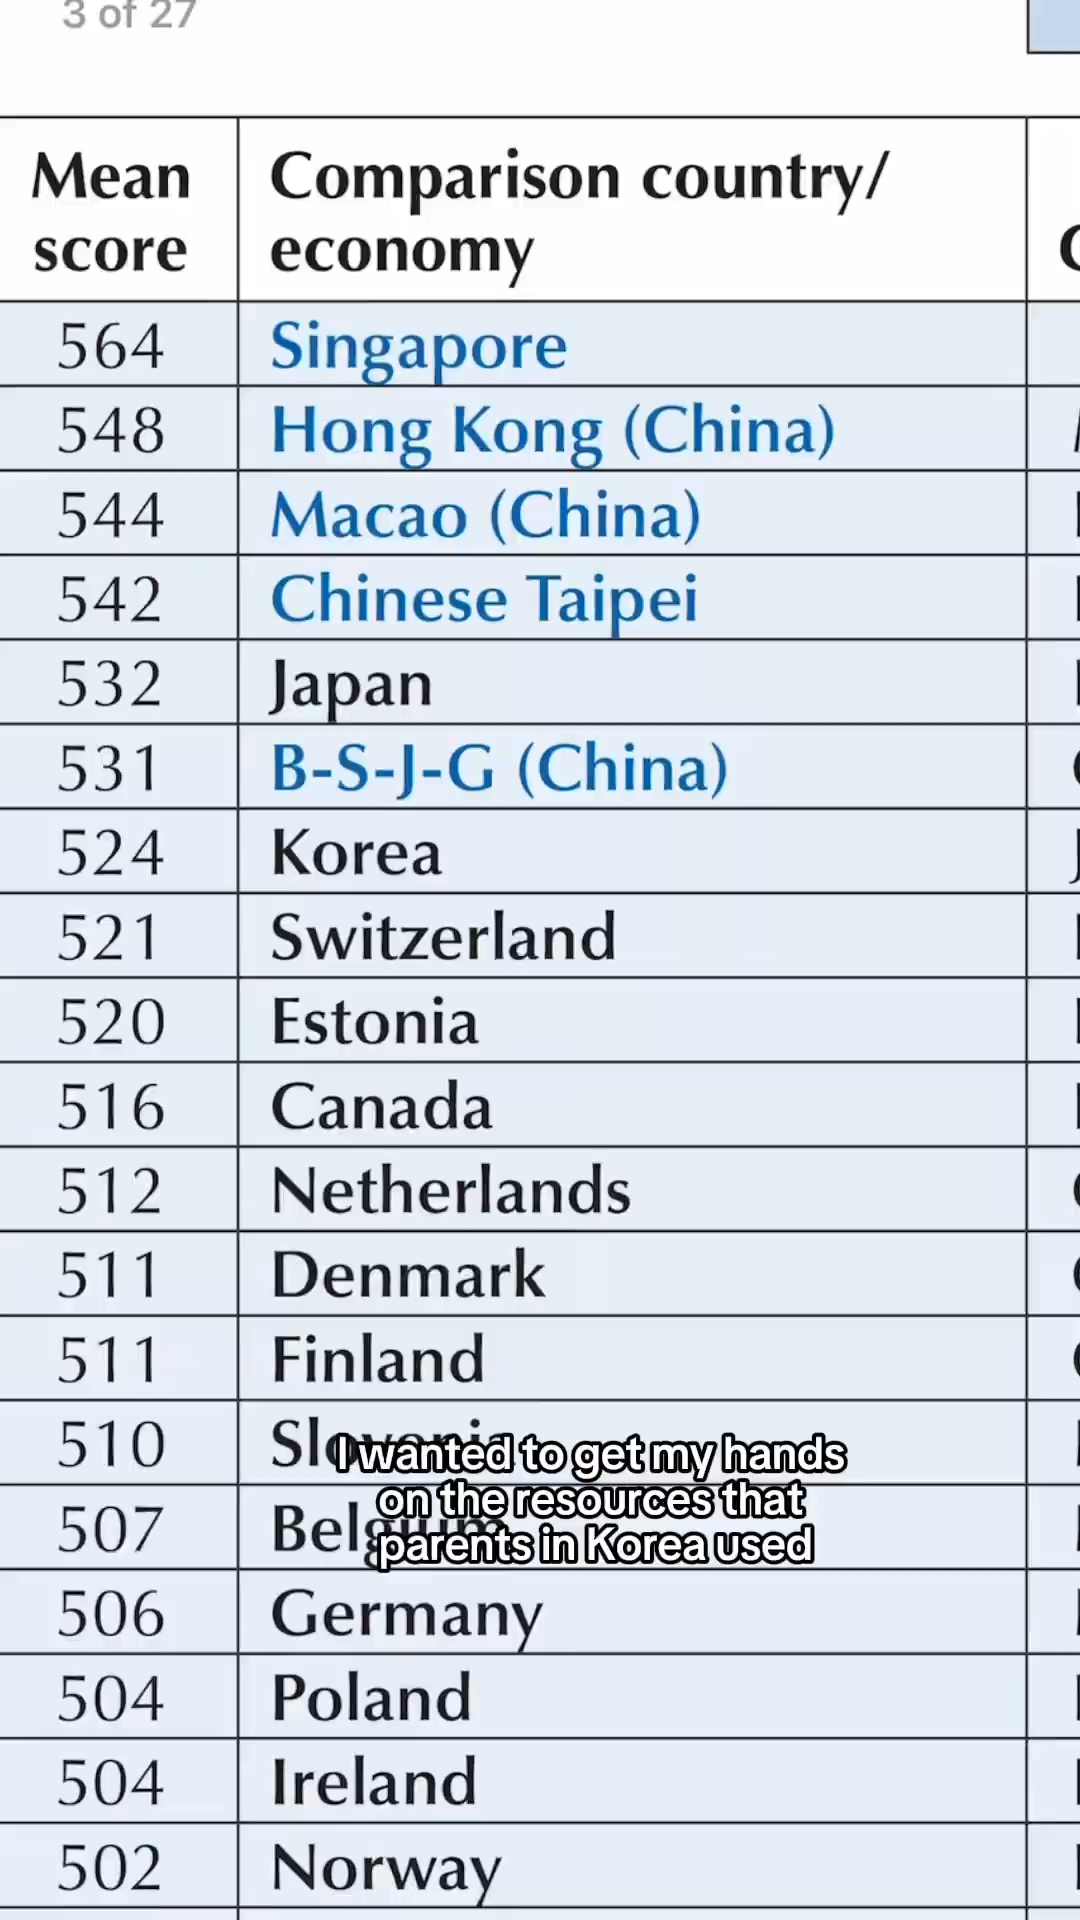 3 of 27
Mean score
Comparison country/
economy
564 Singapore
548 Hong Kong (China)
544 Macao (China)
542 Chinese Taipei
532 Japan
531 B-S-J-G (China)
524 Korea
521 Switzerland
520 Estonia
516 Canada
512 Netherlands
511 Denmark
511 Finland
510 Slovenia
507 Belgium
506 Germany
504 Poland
504 Ireland
502 Norway
I wanted to get my hands
on the resources that
parents in Korea used